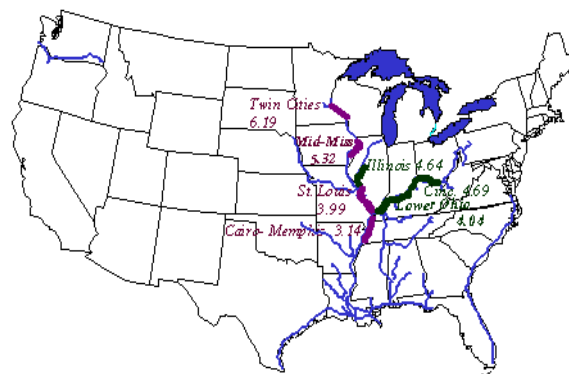 Twin Cities
6.19
Mid-Miss
5.32
Illinois 4.64
St. Louis
3.99
Cinc. 4.69
Lower Ohio
4.04
Cairo- Memphis 3.14